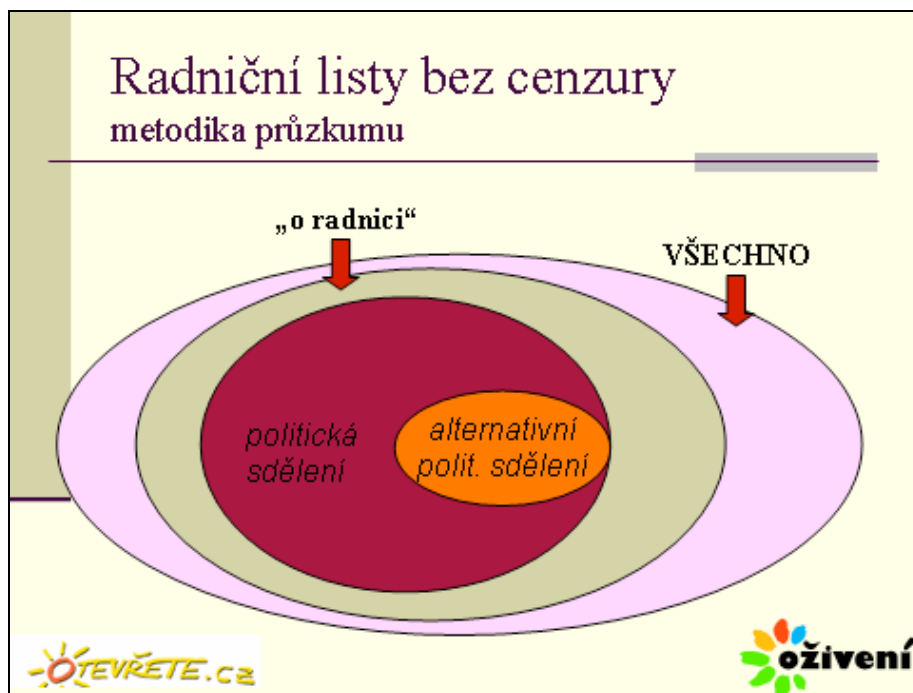 Radniční listy bez cenzury
metodika průzkumu
„o radnici“
VŠECHNO
politická
sdělení
alternativní
polit. sdělení
OTEVŘETE.cz
oživení